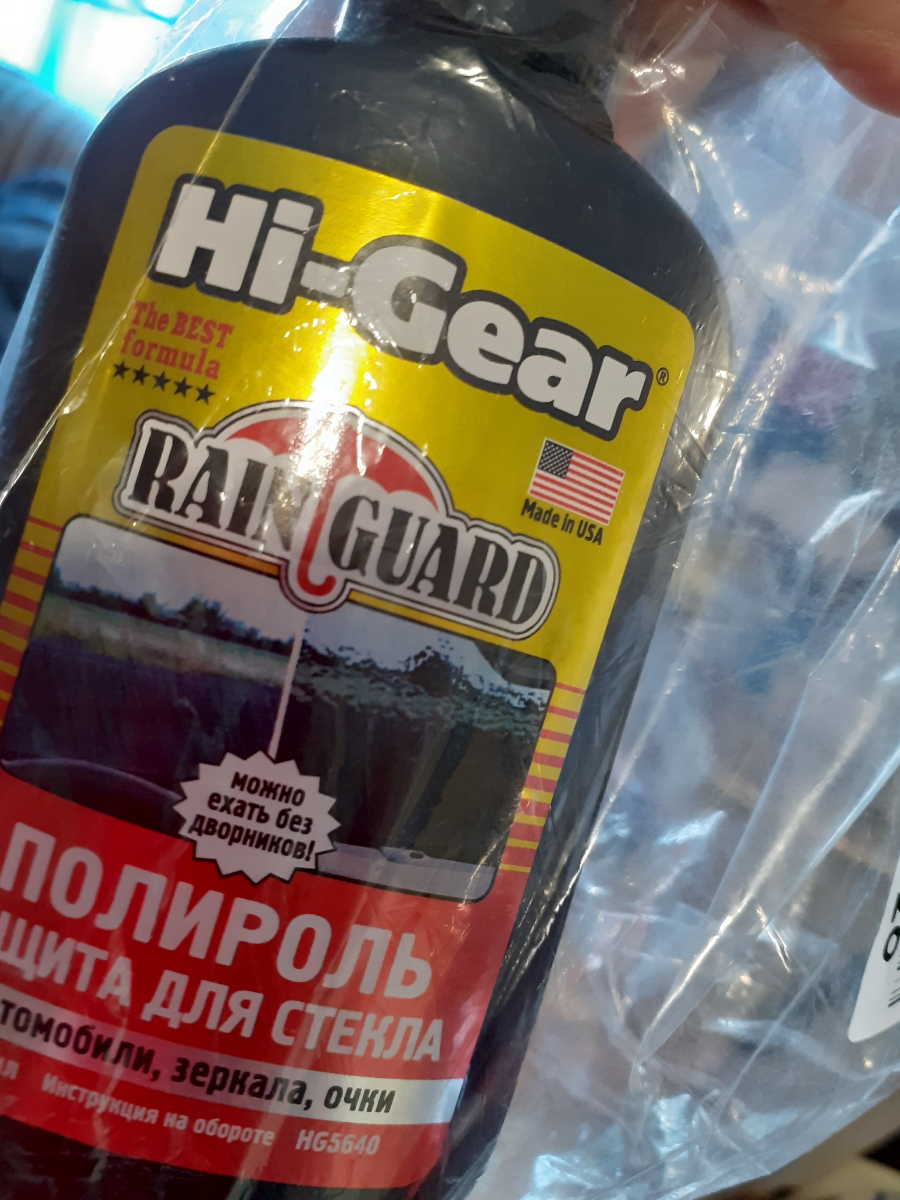 Hi-Gear®
The BEST
formula
RAIN GUARD
Made in USA
можно
ехать без
дворников!
ПОЛИРОЛЬ
ЩИТА ДЛЯ СТЕКЛА
томобили, зеркала, очки
Инструкция на обороте HG5640